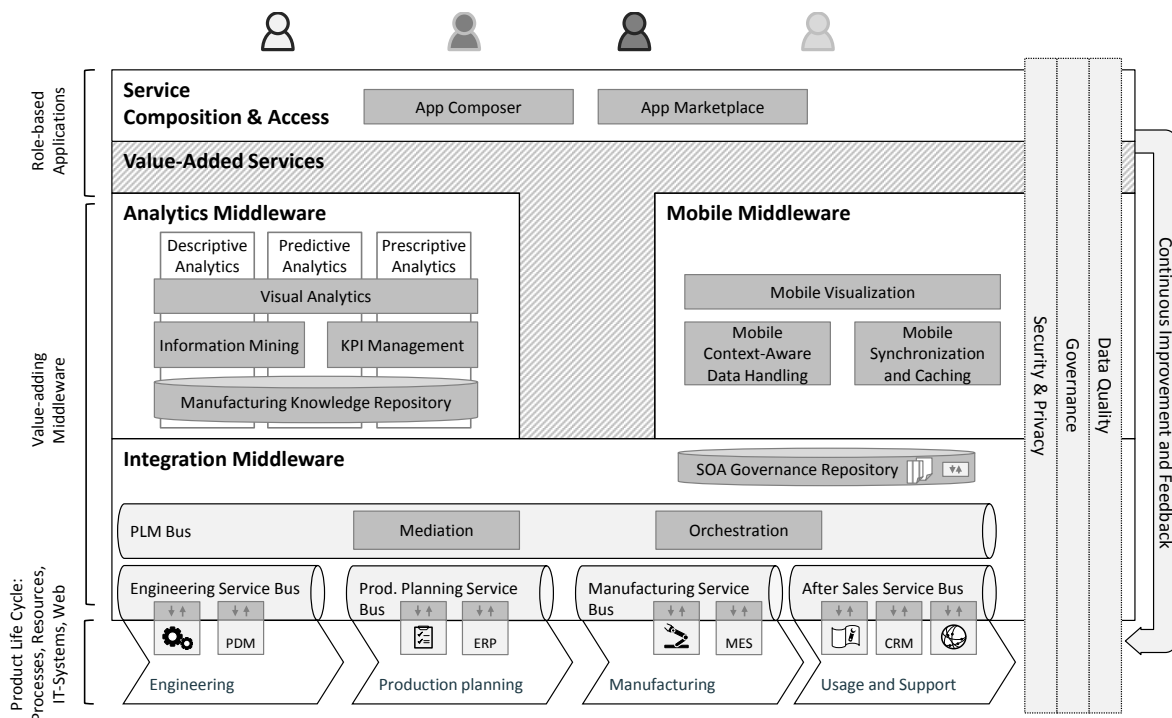 Role-based
Applications
Service
Composition & Access
App Composer
App Marketplace
Value-Added Services
Value-adding
Middleware
Analytics Middleware
Descriptive
Analytics
Predictive
Analytics
Prescriptive
Analytics
Visual Analytics
Information Mining
KPI Management
Manufacturing Knowledge Repository
Mobile Middleware
Mobile Visualization
Mobile
Context-Aware
Data Handling
Mobile
Synchronization
and Caching
Integration Middleware
SOA Governance Repository
PLM Bus
Mediation
Orchestration
Engineering Service Bus
Prod. Planning Service
Bus
Manufacturing Service
Bus
After Sales Service Bus
Product Life Cycle:
Processes, Resources,
IT-Systems, Web
PDM
ERP
MES
CRM
Engineering
Production planning
Manufacturing
Usage and Support
Security & Privacy
Governance
Data Quality
Continuous Improvement and Feedback